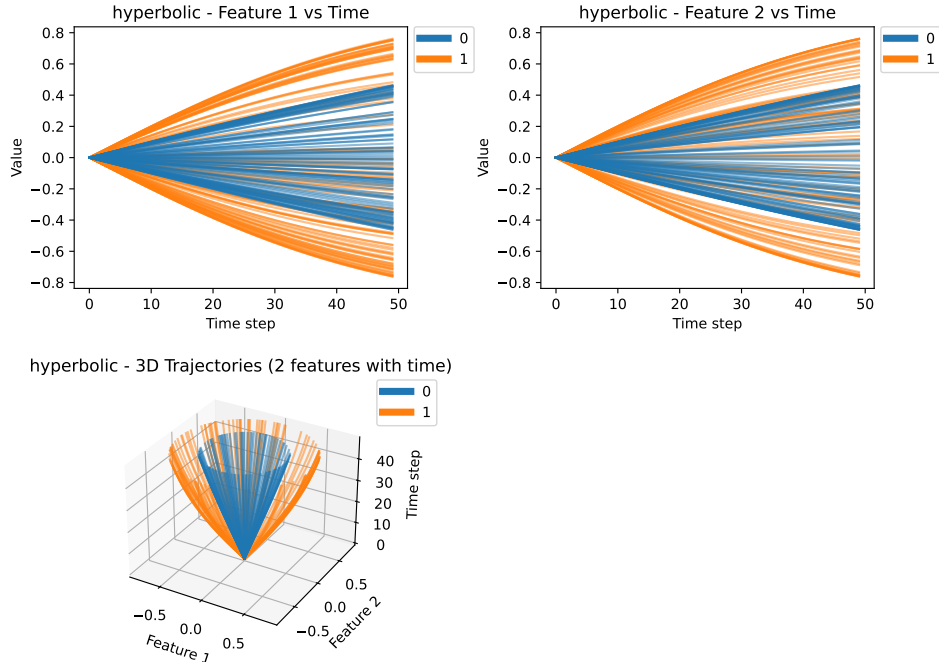 hyperbolic - Feature 1 vs Time
0.8
0.6
0.4
0.2
0.0
−0.2
−0.4
−0.6
−0.8
Value
0 10 20 30 40 50
Time step
0
1
hyperbolic - Feature 2 vs Time
0.8
0.6
0.4
0.2
0.0
−0.2
−0.4
−0.6
−0.8
Value
0 10 20 30 40 50
Time step
0
1
hyperbolic - 3D Trajectories (2 features with time)
0
1
40
30
20
10
0
Time step
−0.5 0.0 0.5
Feature 1
−0.5 0.0 0.5
Feature 2